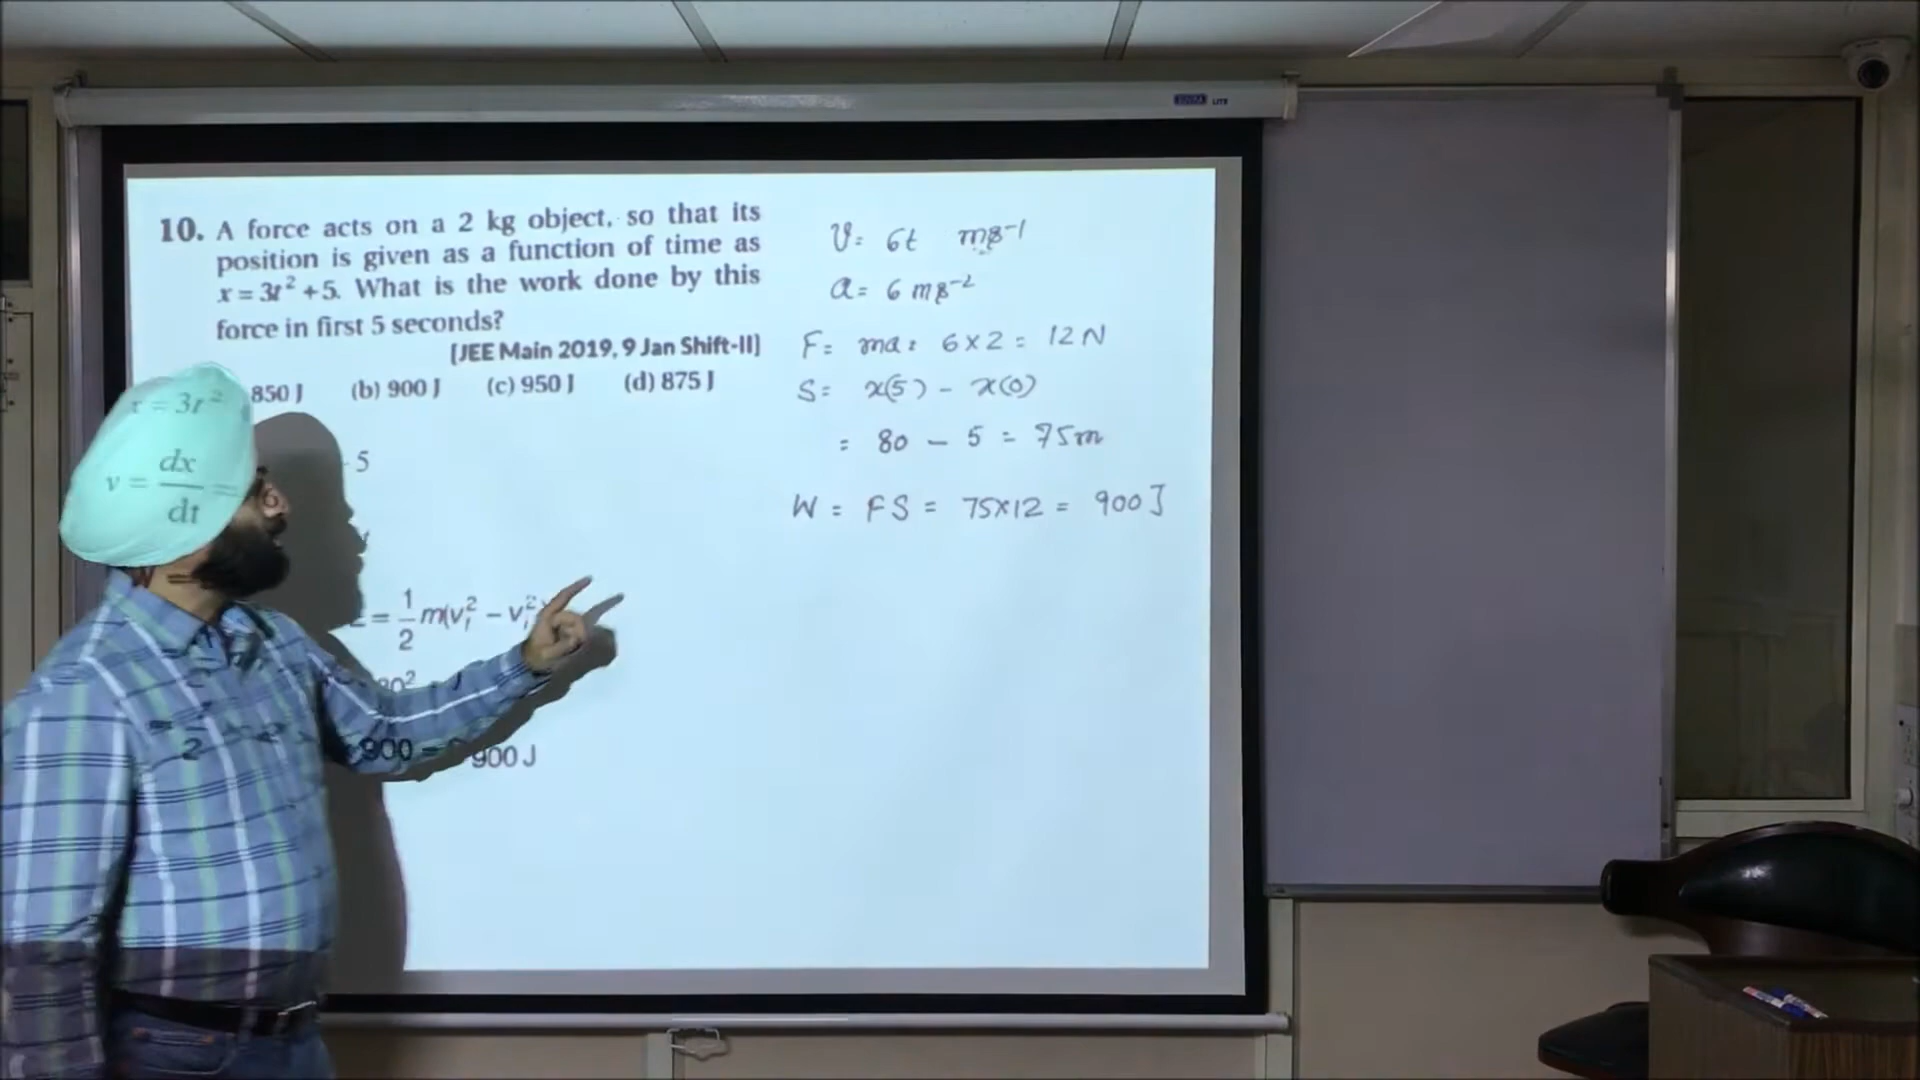 10. A force acts on a 2 kg object, so that its
position is given as a function of time as
x = 3t² + 5. What is the work done by this
force in first 5 seconds?
[JEE Main 2019, 9 Jan Shift-II]
850 J (b) 900 J (c) 950 J (d) 875 J
x = 3t²
5
v = dx/dt =
= 1/2 m(v
900
900 J
V = 6t ms⁻¹
a = 6 ms⁻²
F = ma = 6 × 2 = 12 N
S = x(5) - x(0)
= 80 - 5 = 75m
W = FS = 75×12 = 900 J
LITE